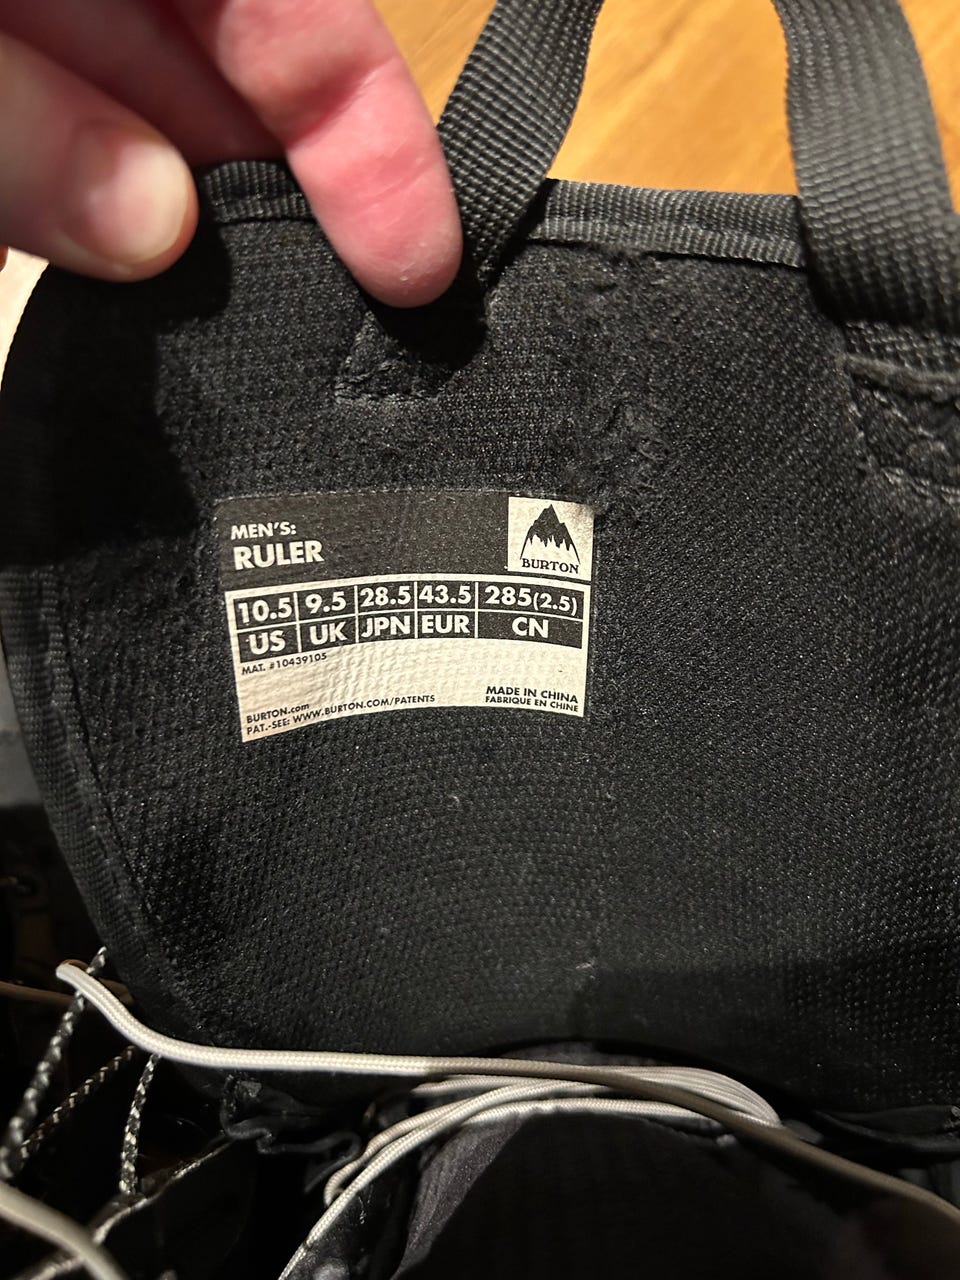 MEN'S:
RULER
BURTON
10.5 9.5 28.5 43.5 285(2.5)
US UK JPN EUR CN
MAT. #10439105
MADE IN CHINA
FABRIQUE EN CHINE
BURTON.com
PAT.-SEE: WWW.BURTON.COM/PATENTS